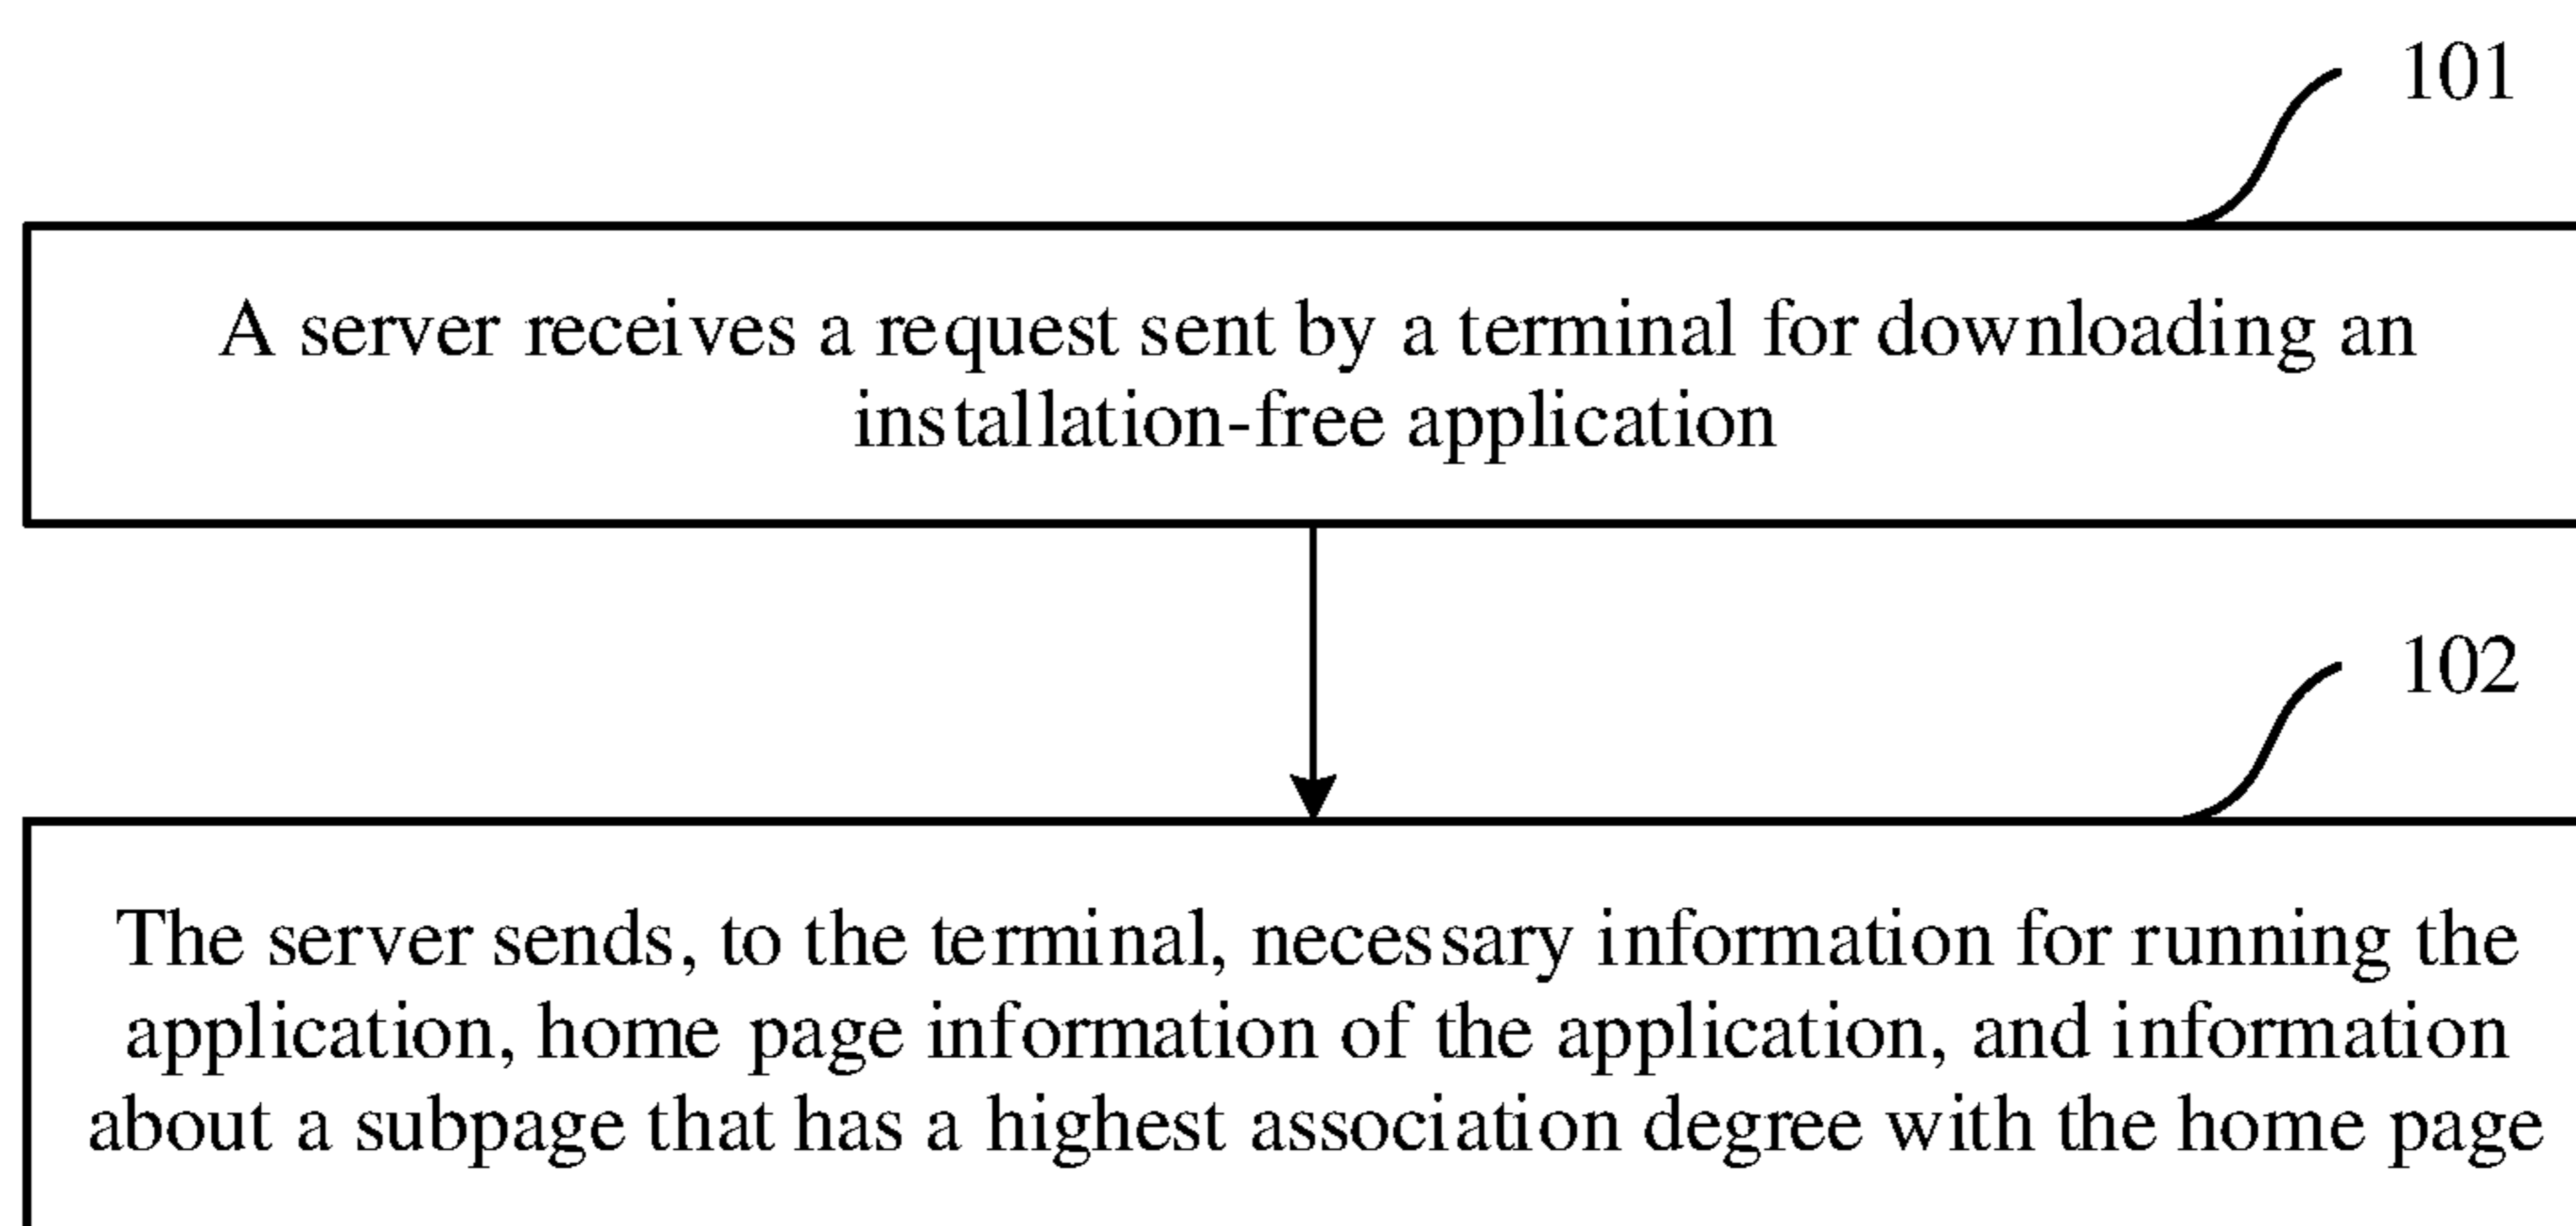 101
A server receives a request sent by a terminal for downloading an
installation-free application
102
The server sends, to the terminal, necessary information for running the
application, home page information of the application, and information
about a subpage that has a highest association degree with the home page